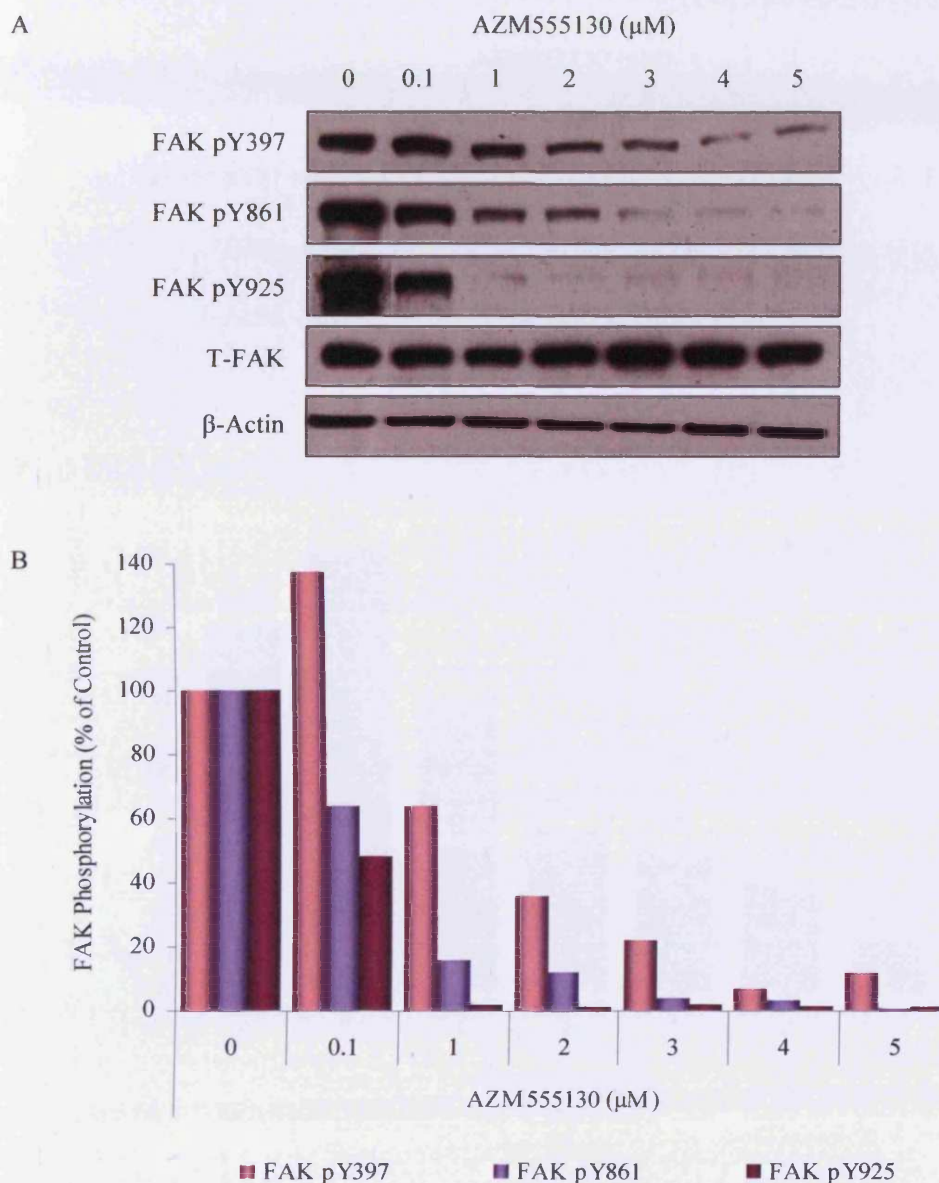 A
AZM555130 (μM)
0 0.1 1 2 3 4 5
FAK pY397
FAK pY861
FAK pY925
T-FAK
β-Actin
B
FAK Phosphorylation (% of Control)
140
120
100
80
60
40
20
0
0 0.1 1 2 3 4 5
AZM555130 (μM)
FAK pY397 FAK pY861 FAK pY925